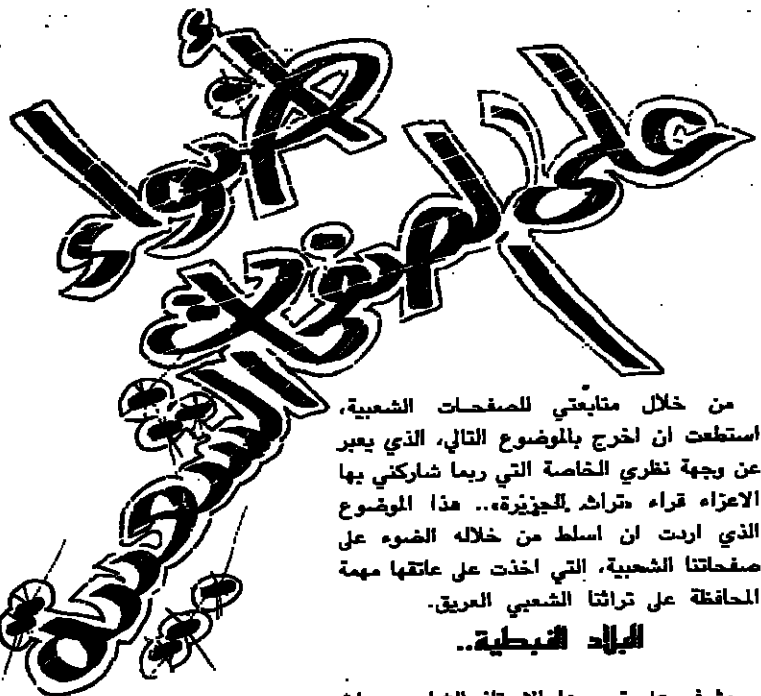 أضواء
على الصفحات
الشعبية
من خلال متابعتي للصفحات الشعبية،
استطعت ان اخرج بالموضوع التالي، الذي يعبر
عن وجهة نظري الخاصة التي ربما شاركني بها
الاعزاء قراء «تراث الجزيرة».. هذا الموضوع
الذي اردت ان اسلط من خلاله الضوء على
صفحاتنا الشعبية، التي اخذت على عاتقها مهمة
المحافظة على تراثنا الشعبي العريق.
البلاد النبطية..